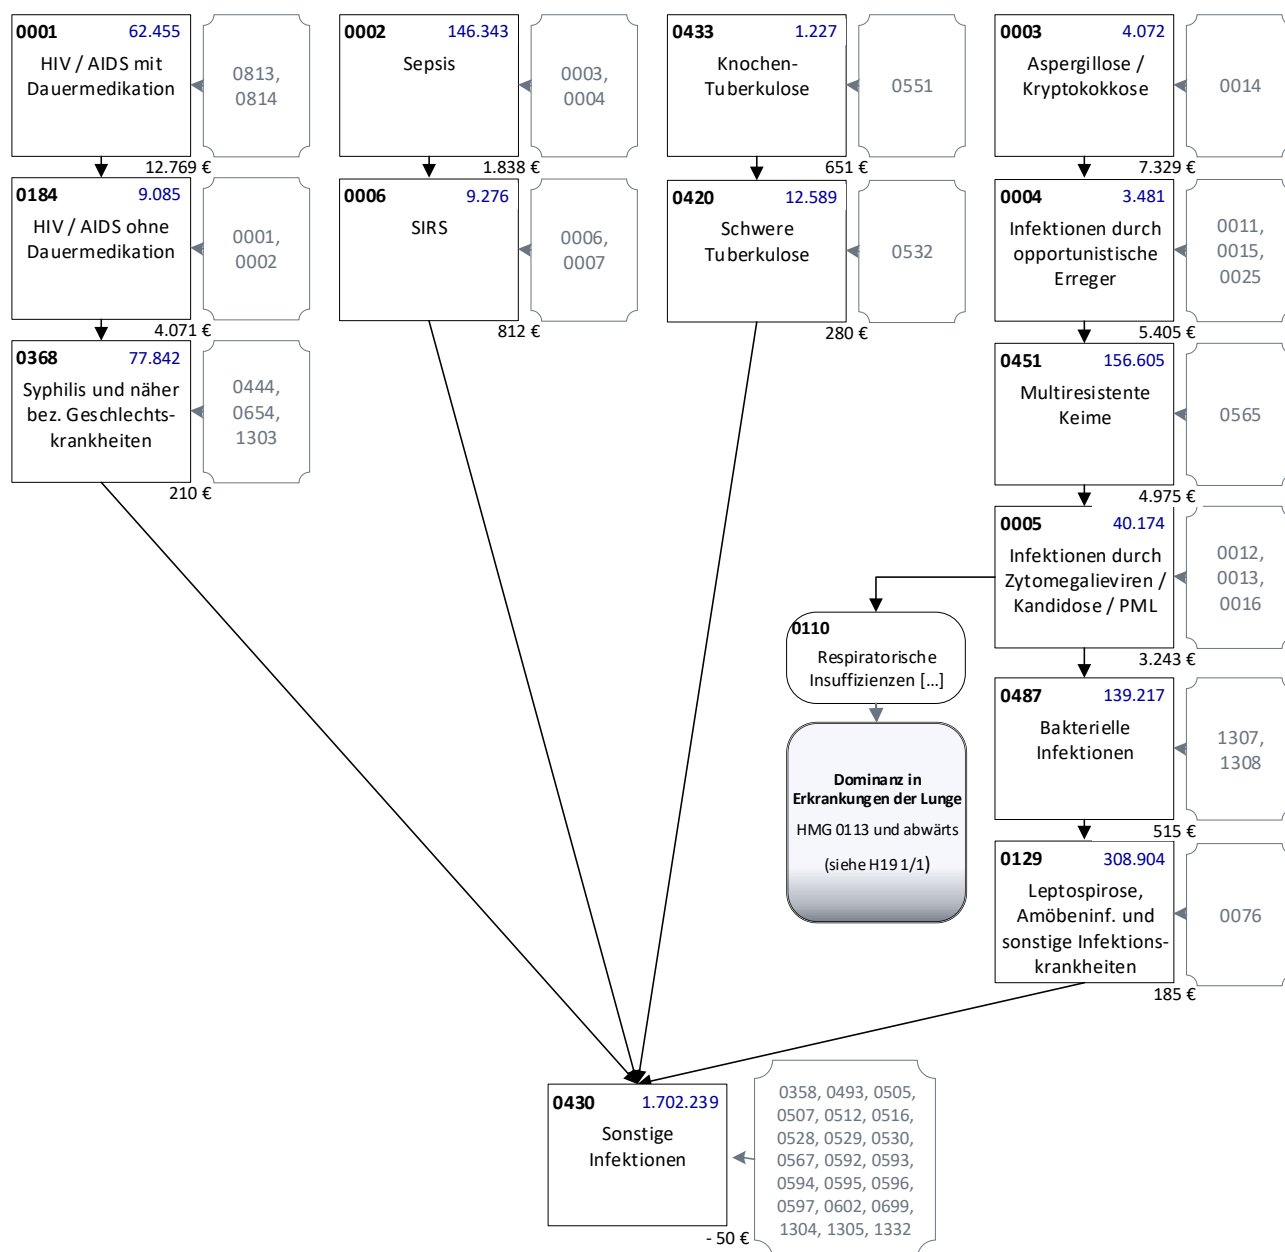 0001 62.455
HIV / AIDS mit
Dauermedikation
0813,
0814
12.769 €
0184 9.085
HIV / AIDS ohne
Dauermedikation
0001,
0002
4.071 €
0368 77.842
Syphilis und näher
bez. Geschlechts-
krankheiten
0444,
0654,
1303
210 €
0002 146.343
Sepsis
0003,
0004
1.838 €
0006 9.276
SIRS
0006,
0007
812 €
0433 1.227
Knochen-
Tuberkulose
0551
651 €
0420 12.589
Schwere
Tuberkulose
0532
280 €
0003 4.072
Aspergillose /
Kryptokokkose
0014
7.329 €
0004 3.481
Infektionen durch
opportunistische
Erreger
0011,
0015,
0025
5.405 €
0451 156.605
Multiresistente
Keime
0565
4.975 €
0005 40.174
Infektionen durch
Zytomegalieviren /
Kandidose / PML
0012,
0013,
0016
3.243 €
0110
Respiratorische
Insuffizienzen [...]
Dominanz in
Erkrankungen der Lunge
HMG 0113 und abwärts
(siehe H19 1/1)
0487 139.217
Bakterielle
Infektionen
1307,
1308
515 €
0129 308.904
Leptospirose,
Amöbeninf. und
sonstige Infektions-
krankheiten
0076
185 €
0430 1.702.239
Sonstige
Infektionen
0358, 0493, 0505,
0507, 0512, 0516,
0528, 0529, 0530,
0567, 0592, 0593,
0594, 0595, 0596,
0597, 0602, 0699,
1304, 1305, 1332
- 50 €